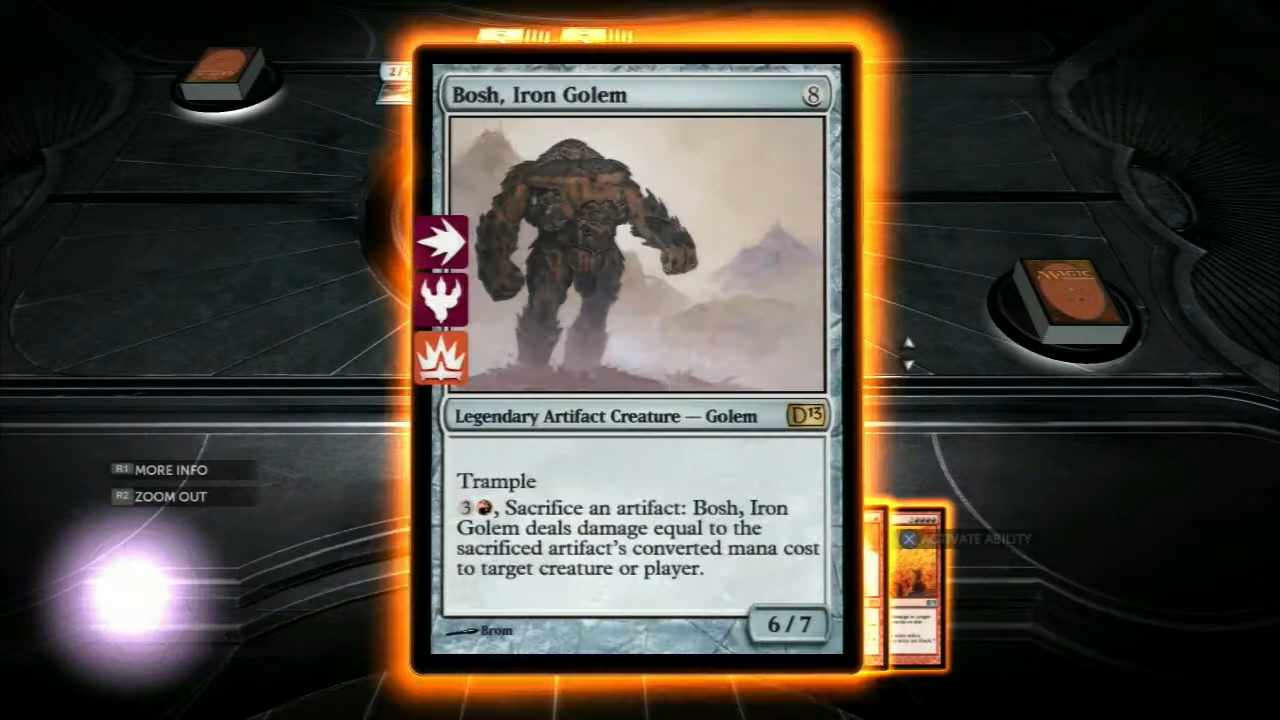 2/
Bosh, Iron Golem
8
Legendary Artifact Creature — Golem
D13
Trample
3, Sacrifice an artifact: Bosh, Iron
Golem deals damage equal to the
sacrificed artifact's converted mana cost
to target creature or player.
Brom
6/7
R1 MORE INFO
R2 ZOOM OUT
MAGIC
ACTIVATE ABILITY